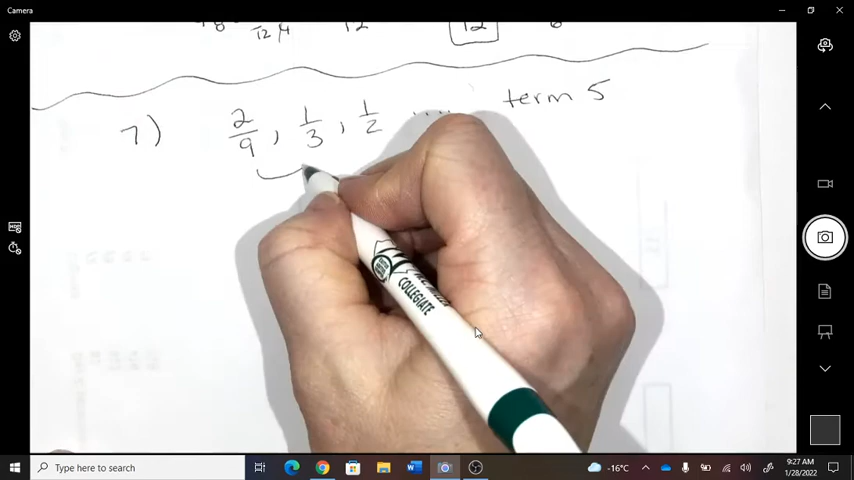 Camera
12
12
7) 2/9, 1/3, 1/2 .... term 5
COLLEGIATE
Type here to search
-16°C
9:27 AM
1/28/2022